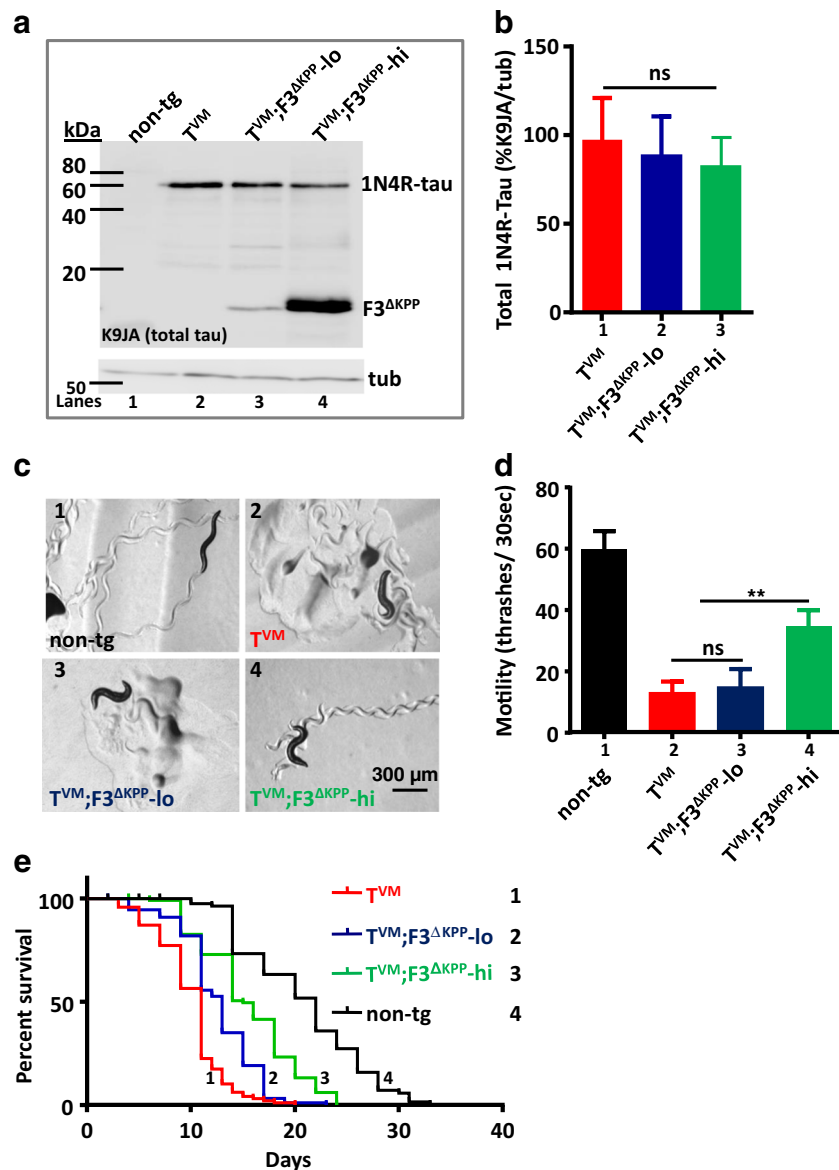 a
kDa
non-tg
T^VM
T^VM;F3^ΔKPP-lo
T^VM;F3^ΔKPP-hi
80
60
40
20
1N4R-tau
F3^ΔKPP
K9JA (total tau)
50
tub
Lanes 1 2 3 4
b
Total 1N4R-Tau (%K9JA/tub)
150
100
50
0
ns
1 2 3
T^VM
T^VM;F3^ΔKPP-lo
T^VM;F3^ΔKPP-hi
c
1
non-tg
2
T^VM
3
T^VM;F3^ΔKPP-lo
4
300 µm
T^VM;F3^ΔKPP-hi
d
Motility (thrashes/ 30sec)
80
60
40
20
0
**
ns
1 2 3 4
non-tg
T^VM
T^VM;F3^ΔKPP-lo
T^VM;F3^ΔKPP-hi
e
Percent survival
100
50
0
T^VM 1
T^VM;F3^ΔKPP-lo 2
T^VM;F3^ΔKPP-hi 3
non-tg 4
1 2 3 4
0 10 20 30 40
Days